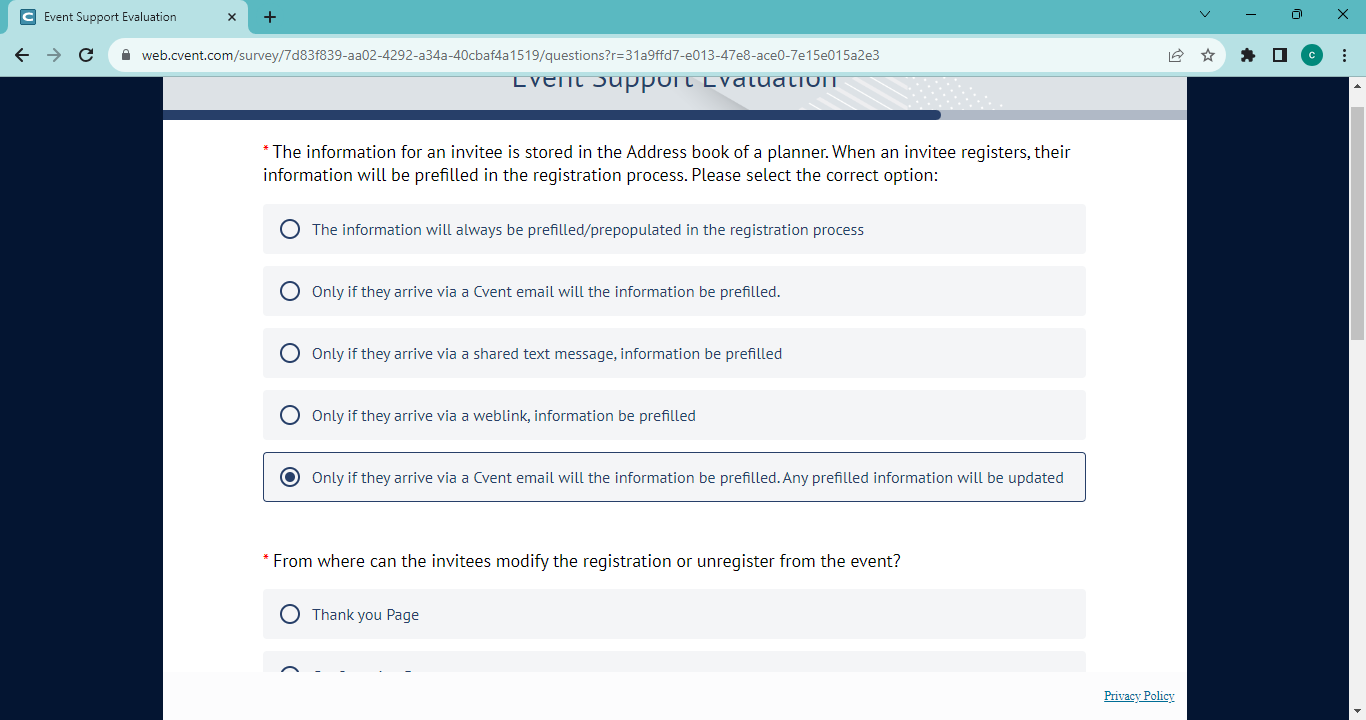 Event Support Evaluation
web.cvent.com/survey/7d83f839-aa02-4292-a34a-40cbaf4a1519/questions?r=31a9ffd7-e013-47e8-ace0-7e15e015a2e3
C
Event Support Evaluation
* The information for an invitee is stored in the Address book of a planner. When an invitee registers, their
information will be prefilled in the registration process. Please select the correct option:
The information will always be prefilled/prepopulated in the registration process
Only if they arrive via a Cvent email will the information be prefilled.
Only if they arrive via a shared text message, information be prefilled
Only if they arrive via a weblink, information be prefilled
Only if they arrive via a Cvent email will the information be prefilled. Any prefilled information will be updated
* From where can the invitees modify the registration or unregister from the event?
Thank you Page
Privacy Policy